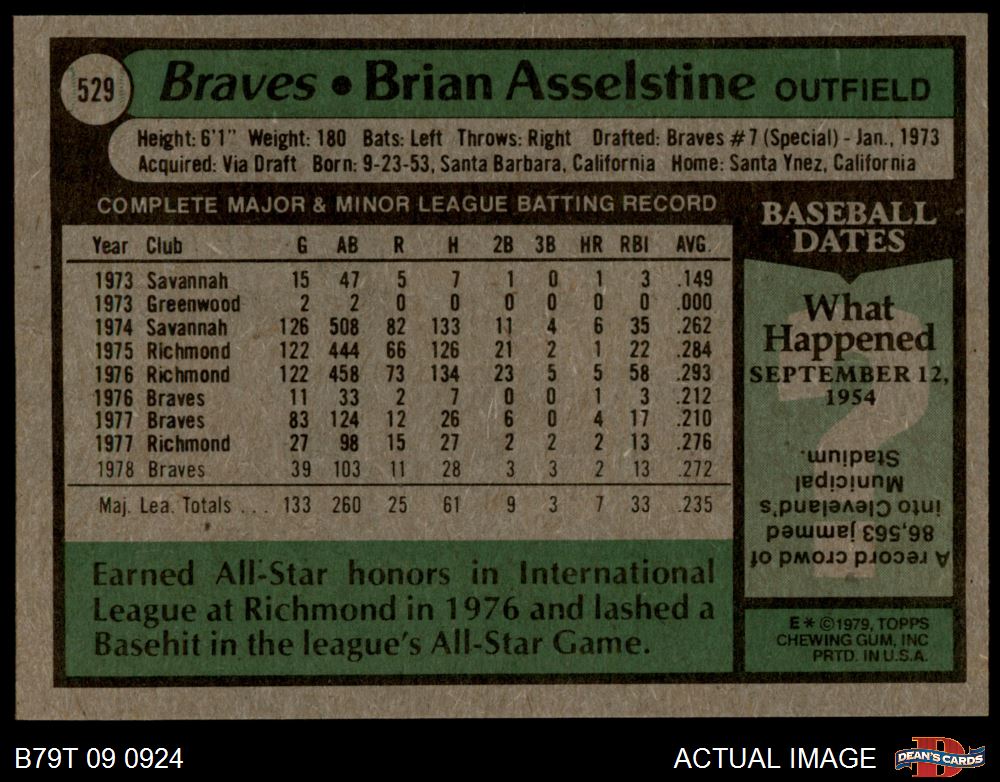 529
Braves • Brian Asselstine OUTFIELD
Height: 6'1" Weight: 180 Bats: Left Throws: Right Drafted: Braves #7 (Special) - Jan., 1973
Acquired: Via Draft Born: 9-23-53, Santa Barbara, California Home: Santa Ynez, California
COMPLETE MAJOR & MINOR LEAGUE BATTING RECORD
Year Club G AB R H 2B 3B HR RBI AVG.
1973 Savannah 15 47 5 7 1 0 1 3 .149
1973 Greenwood 2 2 0 0 0 0 0 0 .000
1974 Savannah 126 508 82 133 11 4 6 35 .262
1975 Richmond 122 444 66 126 21 2 1 22 .284
1976 Richmond 122 458 73 134 23 5 5 58 .293
1976 Braves 11 33 2 7 0 0 1 3 .212
1977 Braves 83 124 12 26 6 0 4 17 .210
1977 Richmond 27 98 15 27 2 2 2 13 .276
1978 Braves 39 103 11 28 3 3 2 13 .272
Maj. Lea. Totals . . . 133 260 25 61 9 3 7 33 .235
Earned All-Star honors in International
League at Richmond in 1976 and lashed a
Basehit in the league's All-Star Game.
BASEBALL
DATES
What
Happened
SEPTEMBER 12,
1954
A record crowd of
86,563 jammed
into Cleveland's
Municipal
Stadium.
E * © 1979, TOPPS
CHEWING GUM, INC
PRTD. IN U.S.A.
B79T 09 0924
ACTUAL IMAGE
DEAN'S CARDS